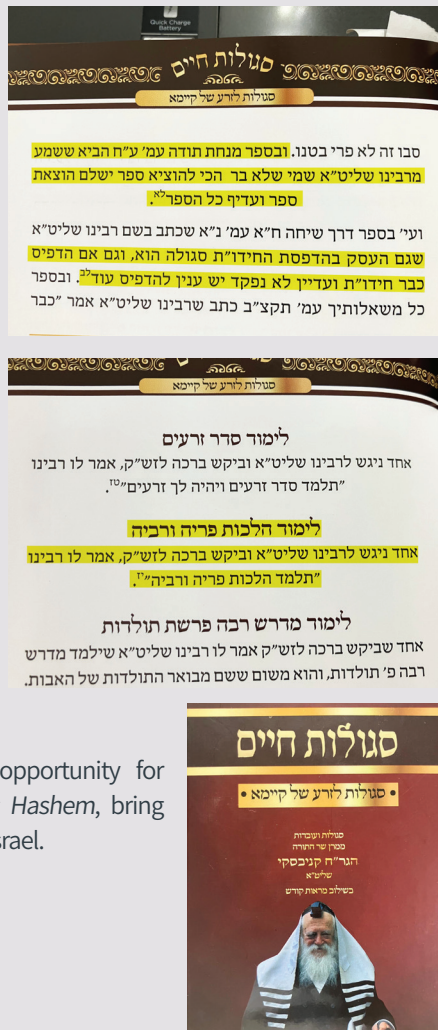 Quick Charge
Battery
סגולות חיים
סגולות לזרע של קיימא
סבו זה לא פרי בטנו. ובספר מנחת תודה עמ' ע"ח הביא ששמע
מרבינו שליט"א שמי שלא בר הכי להוציא ספר ישלם הוצאת
ספר ועדיף כל הספר לא.
ועי' בספר דרך שיחה ח"א עמ' נ"א שכתב בשם רבינו שליט"א
שגם העסק בהדפסת החידו"ת סגולה הוא, וגם אם הדפיס
כבר חידו"ת ועדיין לא נפקד יש ענין להדפיס עוד לב. ובספר
כל משאלותיך עמ' תקצ"ב כתב שרבינו שליט"א אמר "כבר
סגולות לזרע של קיימא
לימוד סדר זרעים
אחד ניגש לרבינו שליט"א וביקש ברכה לזש"ק, אמר לו רבינו
"תלמד סדר זרעים ויהיה לך זרעים" טז.
לימוד הלכות פריה ורביה
אחד ניגש לרבינו שליט"א וביקש ברכה לזש"ק, אמר לו רבינו
"תלמד הלכות פריה ורביה" יז.
לימוד מדרש רבה פרשת תולדות
אחד שביקש ברכה לזש"ק אמר לו רבינו שליט"א שילמד מדרש
רבה פ' תולדות, והוא משום ששם מבואר התולדות של האבות.
opportunity for
Hashem, bring
rael.
סגולות חיים
• סגולות לזרע של קיימא •
סגולות ועובדות
ממרן שר התורה
הגר"ח קניבסקי
שליט"א
בשילוב מראות קודש